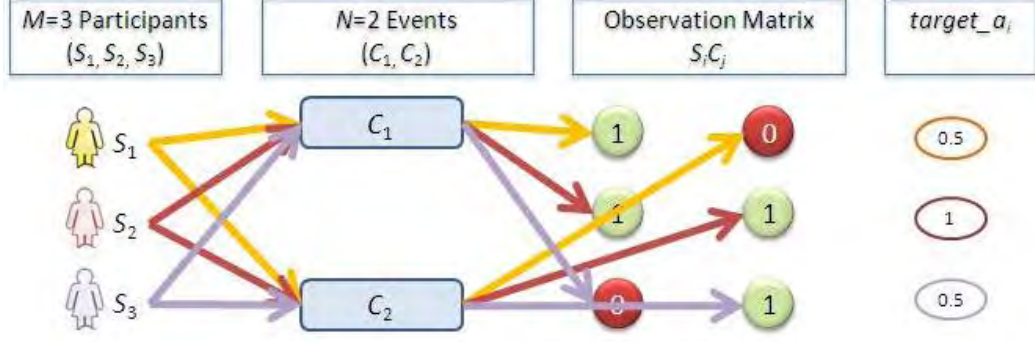 M=3 Participants
(S1, S2, S3)
N=2 Events
(C1, C2)
Observation Matrix
SiCj
target_ai
S1
C1
1
0
0.5
S2
1
1
1
S3
C2
0
1
0.5